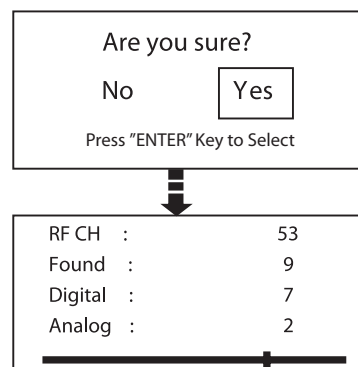 Are you sure?
No Yes
Press "ENTER" Key to Select
RF CH : 53
Found : 9
Digital : 7
Analog : 2